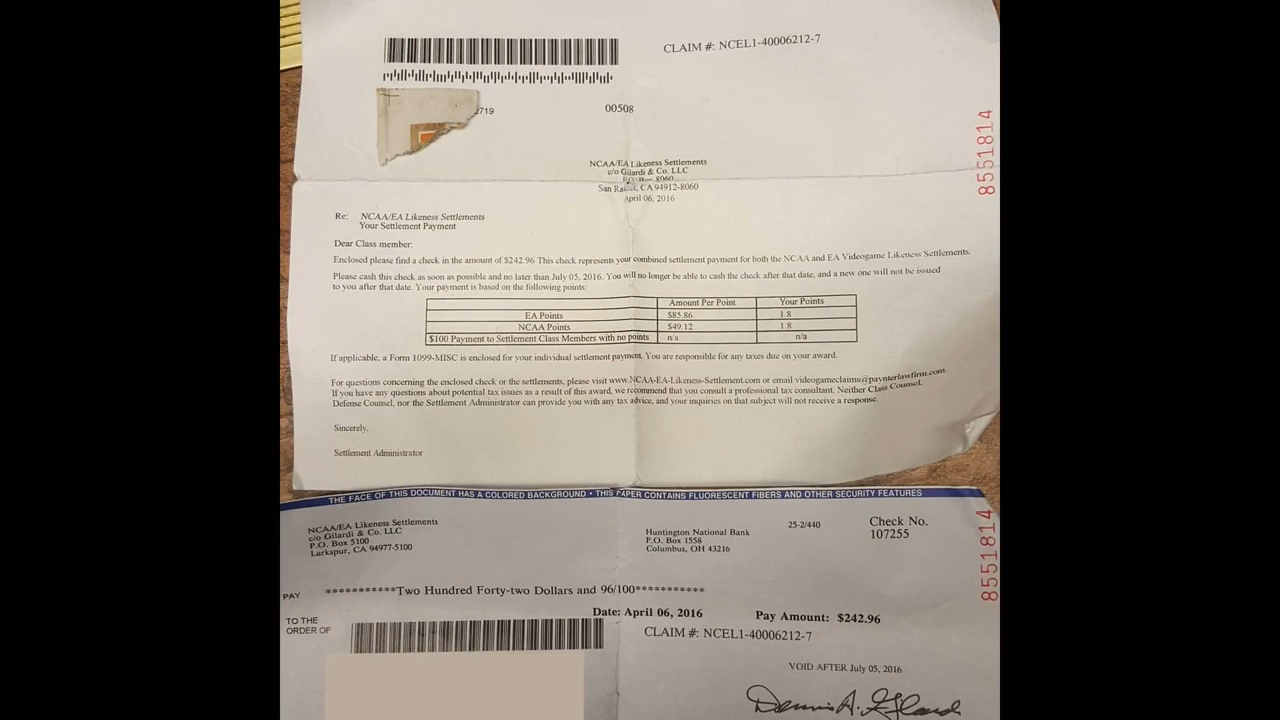 CLAIM #: NCEL1-40006212-7
2719
00508
8551814
NCAA/EA Likeness Settlements
c/o Gilardi & Co. LLC
P.O. Box 8060
San CA 94912-8060
April 06, 2016
Re: NCAA/EA Likeness Settlements
Your Settlement Payment
Dear Class member:
Enclosed please find a check in the amount of $242.96 This check represents your combined settlement payment for both the NCAA and EA Videogame Likeness Settlements.
Please cash this check as soon as possible and no later than July 05, 2016. You will no longer be able to cash the check after that date, and a new one will not be issued
to you after that date. Your payment is based on the following points:
Amount Per Point Your Points
EA Points $85.86 1.8
NCAA Points $49.12 1.8
$100 Payment to Settlement Class Members with no points n/a n/a
If applicable, a Form 1099-MISC is enclosed for your individual settlement payment. You are responsible for any taxes due on your award.
For questions concerning the enclosed check or the settlements, please visit www.NCAA-EA-Likeness-Settlement.com or email videogameclaims@paynterlawfirm.com.
If you have any questions about potential tax issues as a result of this award, we recommend that you consult a professional tax consultant. Neither Class Counsel,
Defense Counsel, nor the Settlement Administrator can provide you with any tax advice, and your inquiries on that subject will not receive a response.
Sincerely,
Settlement Administrator
THE FACE OF THIS DOCUMENT HAS A COLORED BACKGROUND • THIS PAPER CONTAINS FLUORESCENT FIBERS AND OTHER SECURITY FEATURES
NCAA/EA Likeness Settlements
c/o Gilardi & Co. LLC
P.O. Box 5100
Larkspur, CA 94977-5100
Huntington National Bank
P.O. Box 1558
Columbus, OH 43216
25-2/440
Check No.
107255
8551814
PAY ***********Two Hundred Forty-two Dollars and 96/100***********
Date: April 06, 2016 Pay Amount: $242.96
TO THE
ORDER OF
CLAIM #: NCEL1-40006212-7
VOID AFTER July 05, 2016